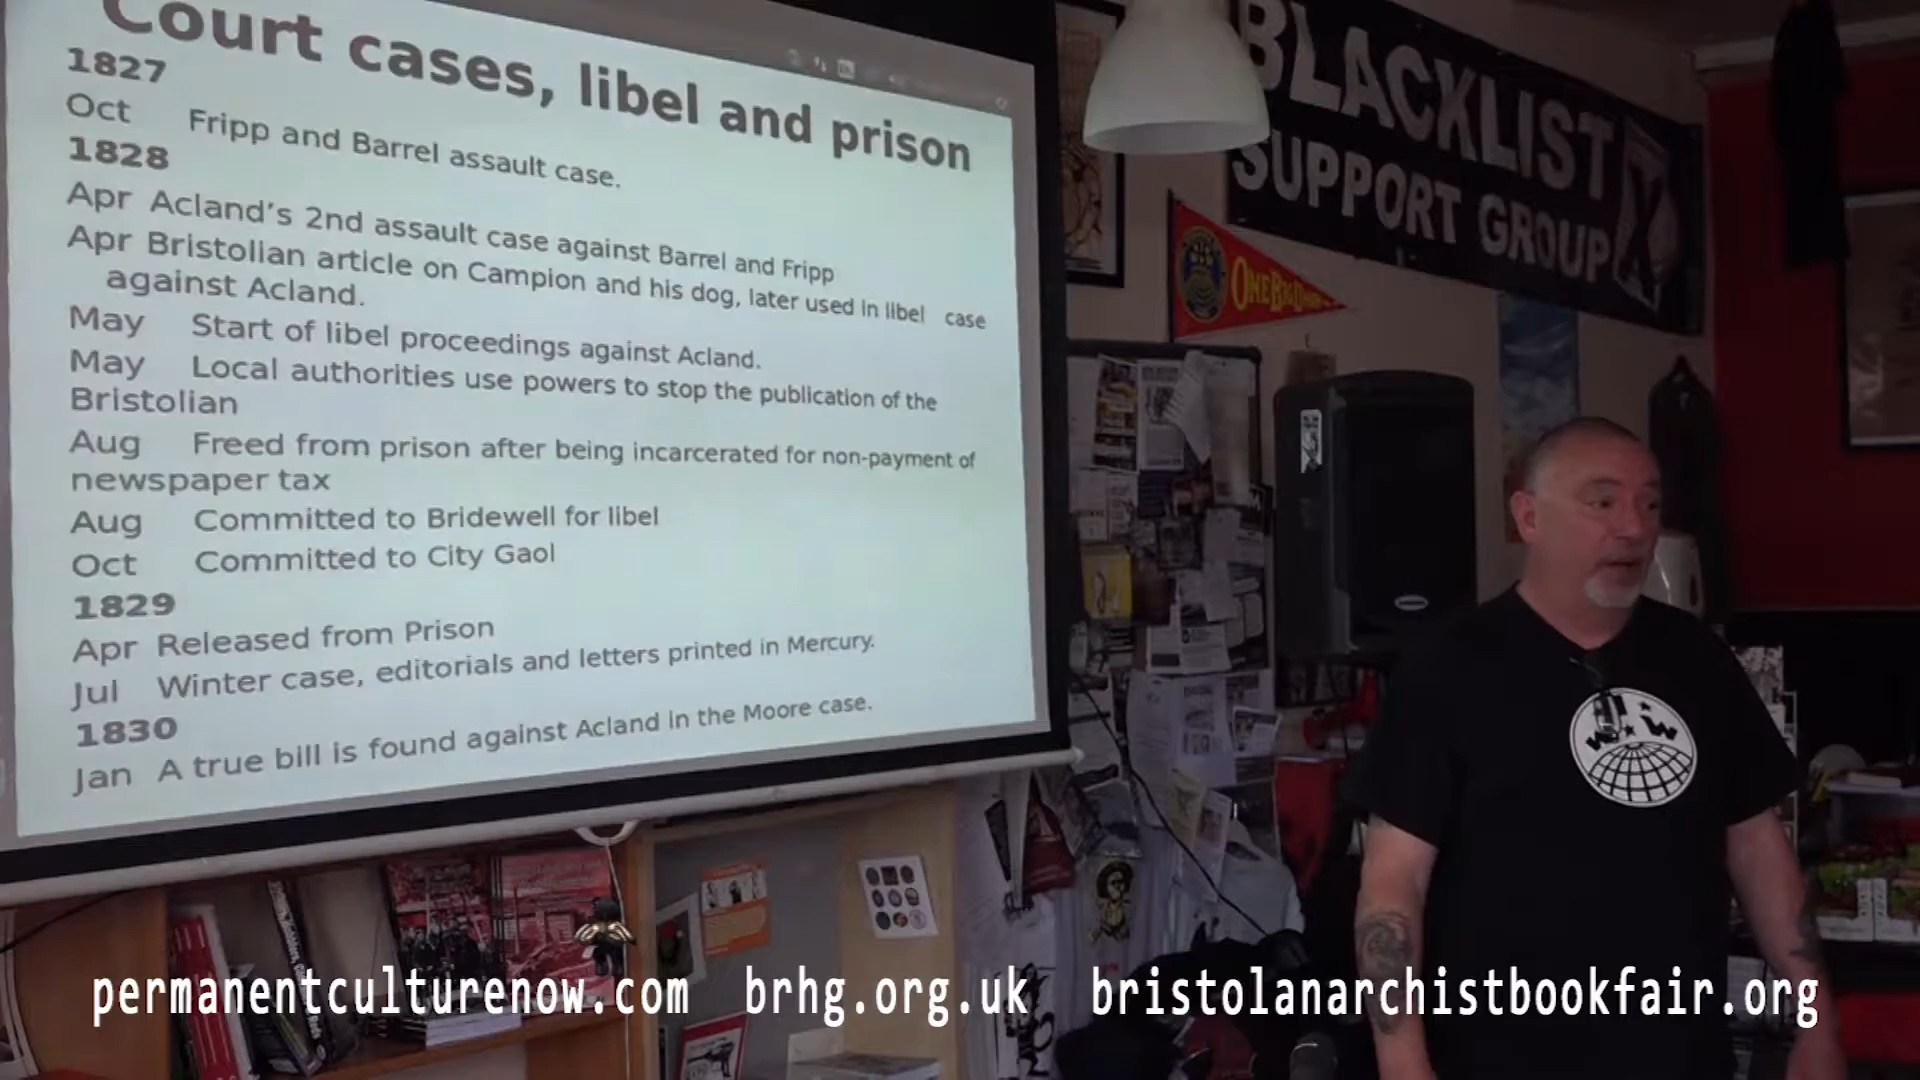 Court cases, libel and prison
1827
Oct Fripp and Barrel assault case.
1828
Apr Acland's 2nd assault case against Barrel and Fripp
Apr Bristolian article on Campion and his dog, later used in libel case
against Acland.
May Start of libel proceedings against Acland.
May Local authorities use powers to stop the publication of the
Bristolian
Aug Freed from prison after being incarcerated for non-payment of
newspaper tax
Aug Committed to Bridewell for libel
Oct Committed to City Gaol
1829
Apr Released from Prison
Jul Winter case, editorials and letters printed in Mercury.
1830
Jan A true bill is found against Acland in the Moore case.
BLACKLIST
SUPPORT GROUP
ONE BIG
permanentculturenow.com brhg.org.uk bristolanarchistbookfair.org